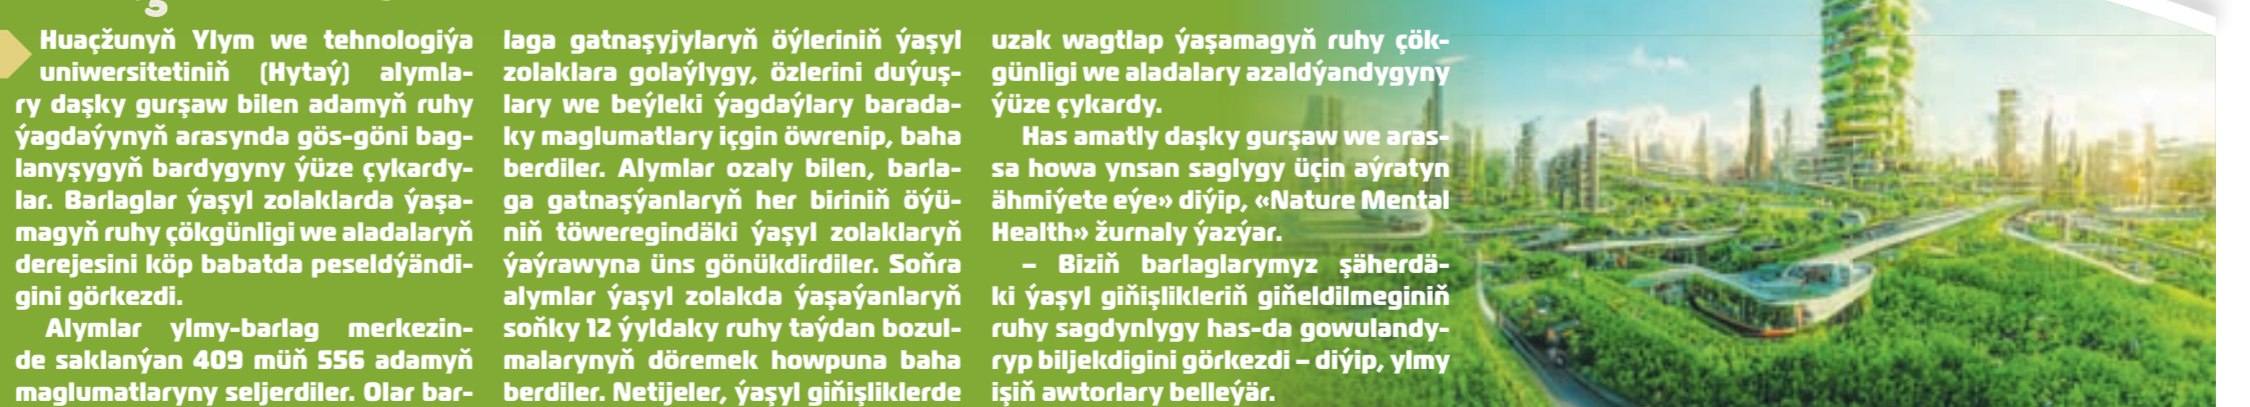 Huaçžunyň Ylym we tehnologiýa
uniwersitetiniň (Hytaý) alymla-
ry daşky gurşaw bilen adamyň ruhy
ýagdaýynyň arasynda gös-göni bag-
lanyşygyň bardygyny ýüze çykardy-
lar. Barlaglar ýaşyl zolaklarda ýaşa-
magyň ruhy çökgünligi we aladalaryň
derejesini köp babatda peseldýändi-
gini görkezdi.
Alymlar ylmy-barlag merkezin-
de saklanýan 409 müň 556 adamyň
maglumatlaryny seljerdiler. Olar bar-
laga gatnaşyjylaryň öýleriniň ýaşyl
zolaklara golaýlygy, özlerini duýuş-
lary we beýleki ýagdaýlary barada-
ky maglumatlary içgin öwrenip, baha
berdiler. Alymlar ozaly bilen, barla-
ga gatnaşýanlaryň her biriniň öýü-
niň töweregindäki ýaşyl zolaklaryň
ýaýrawyna üns gönükdirdiler. Soňra
alymlar ýaşyl zolakda ýaşaýanlaryň
soňky 12 ýyldaky ruhy taýdan bozul-
malarynyň döremek howpuna baha
berdiler. Netijeler, ýaşyl giňişliklerde
uzak wagtlap ýaşamagyň ruhy çök-
günligi we aladalary azaldýandygyny
ýüze çykardy.
Has amatly daşky gurşaw we aras-
sa howa ynsan saglygy üçin aýratyn
ähmiýete eýe» diýip, «Nature Mental
Health» žurnaly ýazýar.
– Biziň barlaglarymyz şäherdä-
ki ýaşyl giňişlikleriň giňeldilmeginiň
ruhy sagdynlygy has-da gowulandy-
ryp biljekdigini görkezdi – diýip, ylmy
işiň awtorlary belleýär.